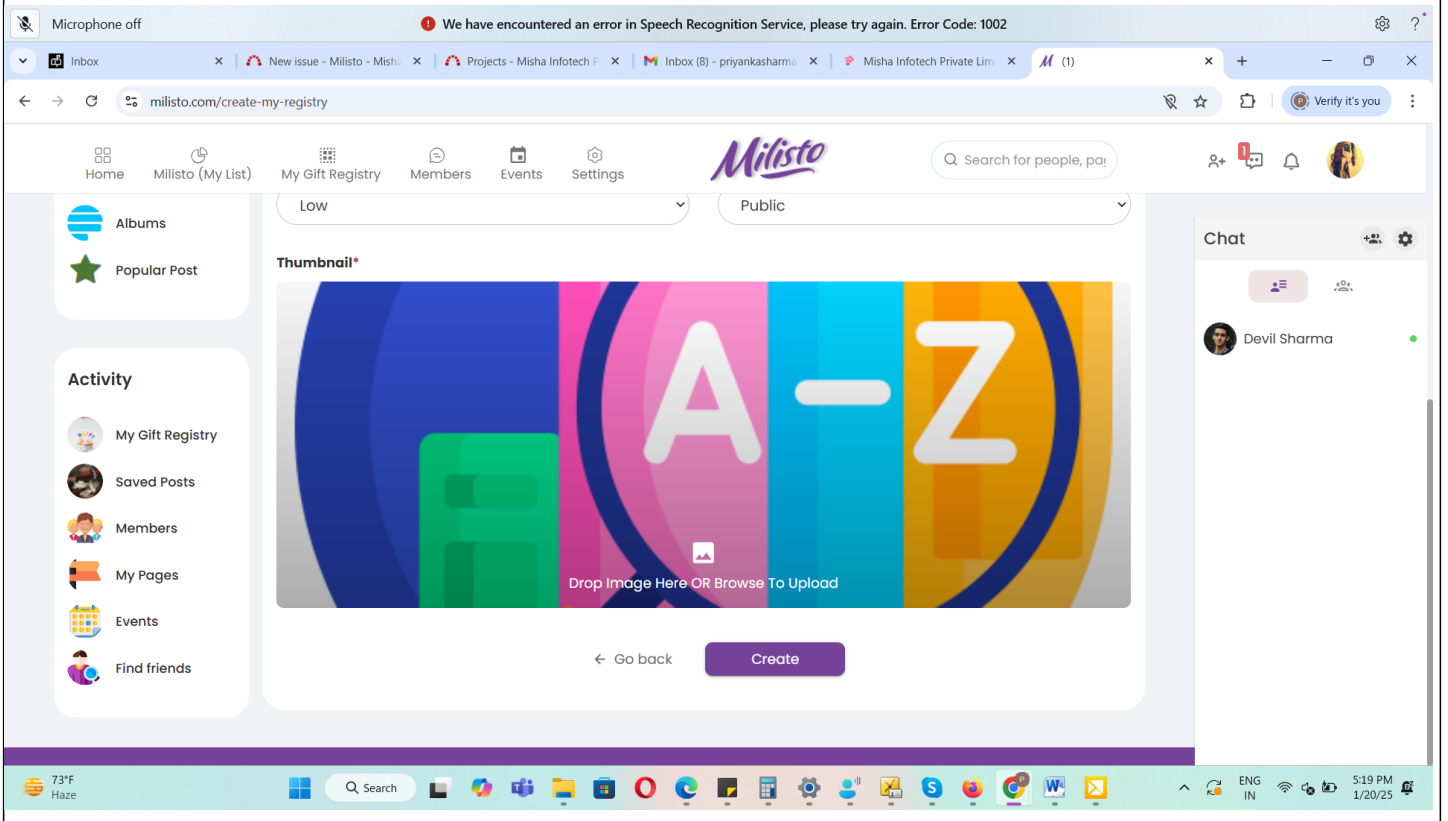 Microphone off
We have encountered an error in Speech Recognition Service, please try again. Error Code: 1002
?
Inbox
New issue - Milisto - Misha
Projects - Misha Infotech P
Inbox (8) - priyankasharma
Misha Infotech Private Lim
(1)
milisto.com/create-my-registry
P
Verify it's you
Home
Milisto (My List)
My Gift Registry
Members
Events
Settings
Milisto
Search for people, pag
1
Albums
Popular Post
Low
Public
Thumbnail*
A-Z
Drop Image Here OR Browse To Upload
Go back
Create
Activity
My Gift Registry
Saved Posts
Members
My Pages
Events
Find friends
Chat
Devil Sharma
73°F
Haze
Search
ENG
IN
5:19 PM
1/20/25